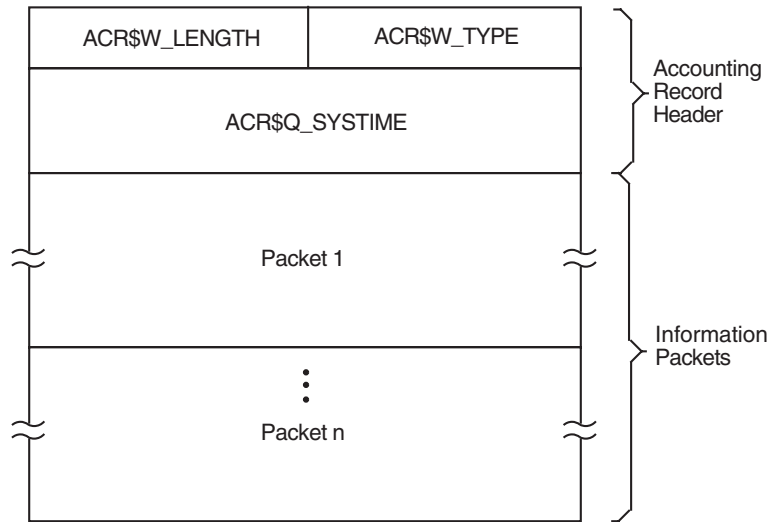 ACR$W_LENGTH
ACR$W_TYPE
Accounting
Record
Header
ACR$Q_SYSTIME
Packet 1
Information
Packets
Packet n